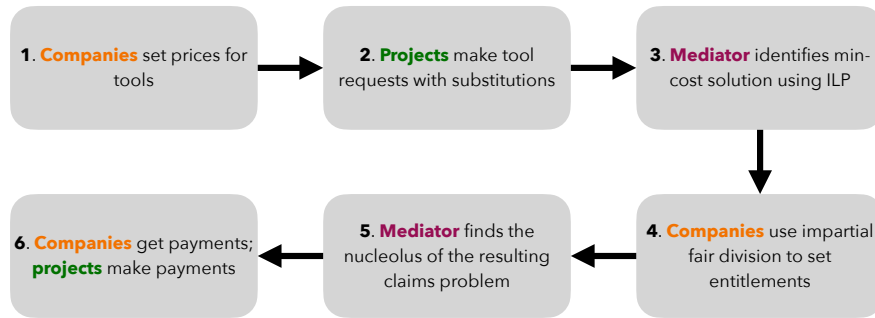 1. Companies set prices for
tools
2. Projects make tool
requests with substitutions
3. Mediator identifies min-
cost solution using ILP
4. Companies use impartial
fair division to set
entitlements
5. Mediator finds the
nucleolus of the resulting
claims problem
6. Companies get payments;
projects make payments